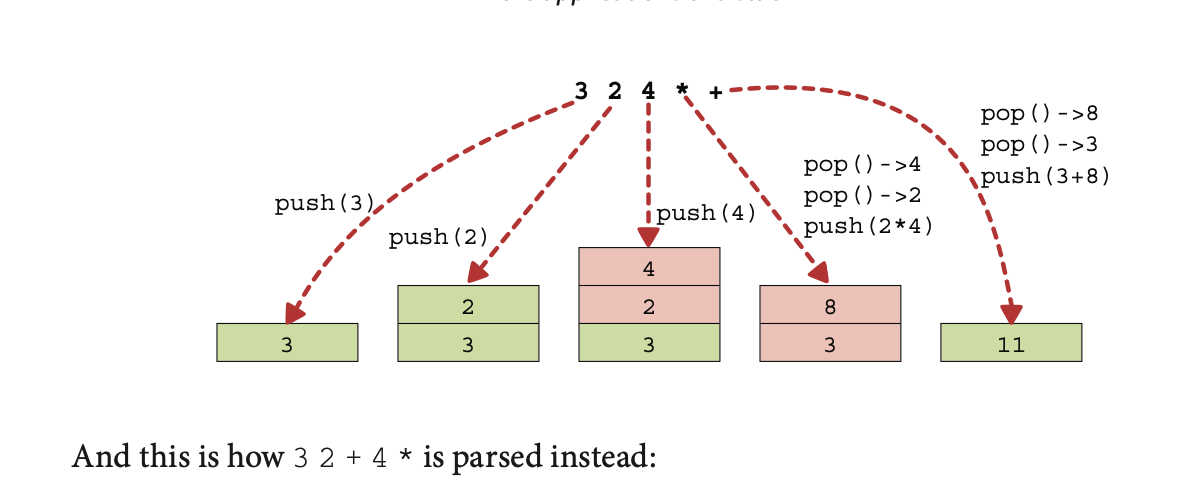 3 2 4 * +
pop()->8
pop()->3
push(3+8)
pop()->4
pop()->2
push(2*4)
push(3)
push(2)
push(4)
4
2
2
8
3
3
3
3
11
And this is how 3 2 + 4 * is parsed instead: